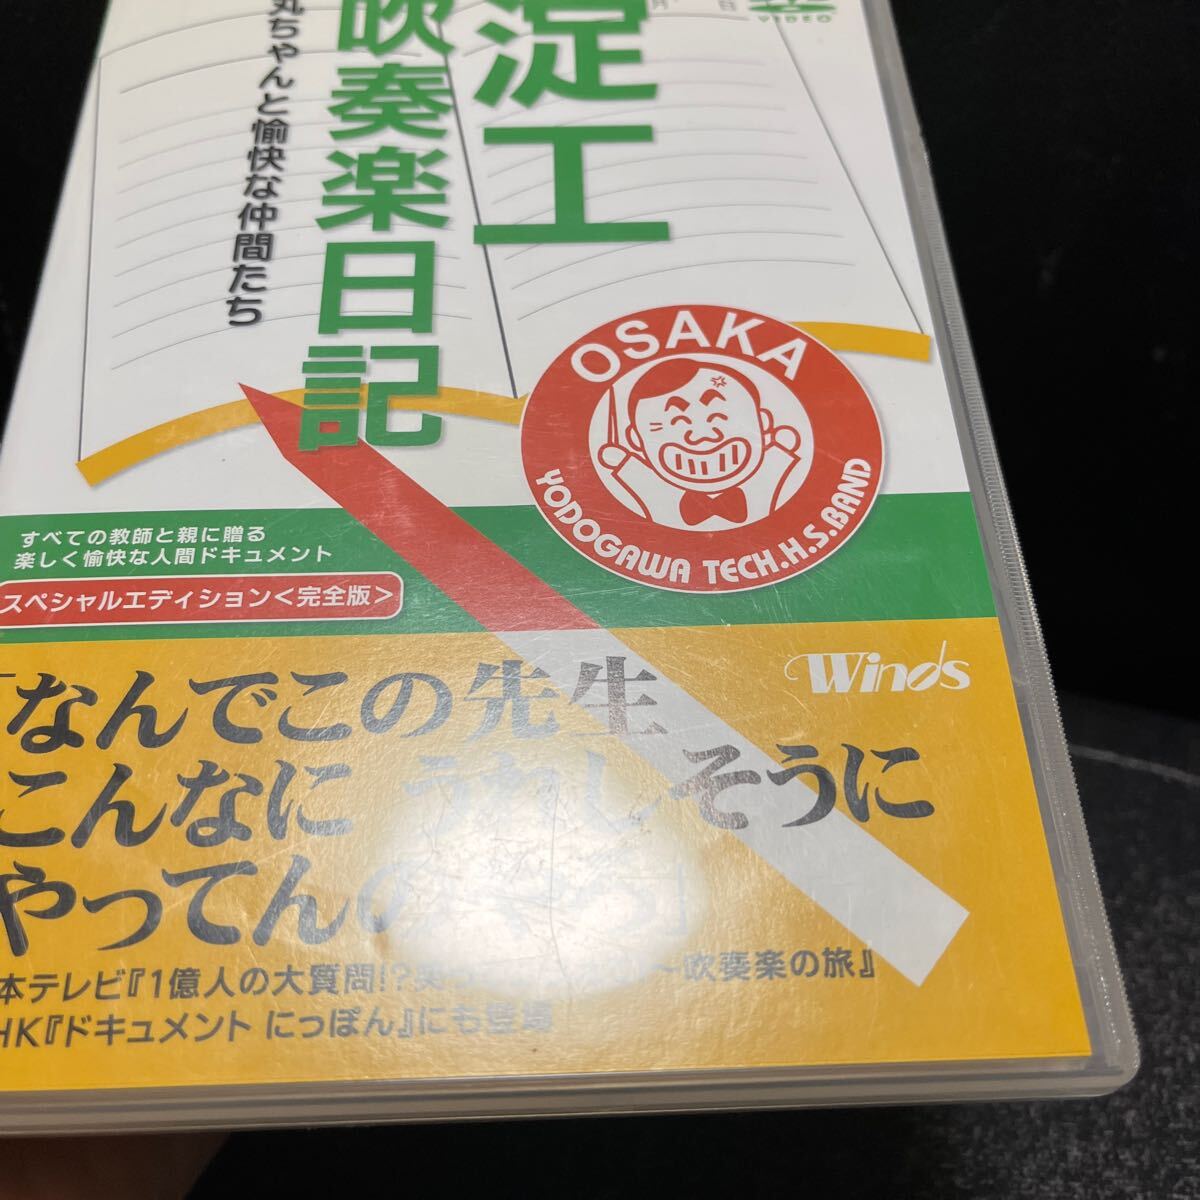 淀工
吹奏楽日記
丸ちゃんと愉快な仲間たち
月
日
VIDEO
OSAKA
YODOGAWA TECH.H.S.BAND
すべての教師と親に贈る
楽しく愉快な人間ドキュメント
スペシャルエディション<完全版>
Winds
「なんでこの先生
こんなに うれしそうに
やってんのやろ」
本テレビ『1億人の大質問!?笑っ 〜吹奏楽の旅』
HK『ドキュメント にっぽん』にも登場